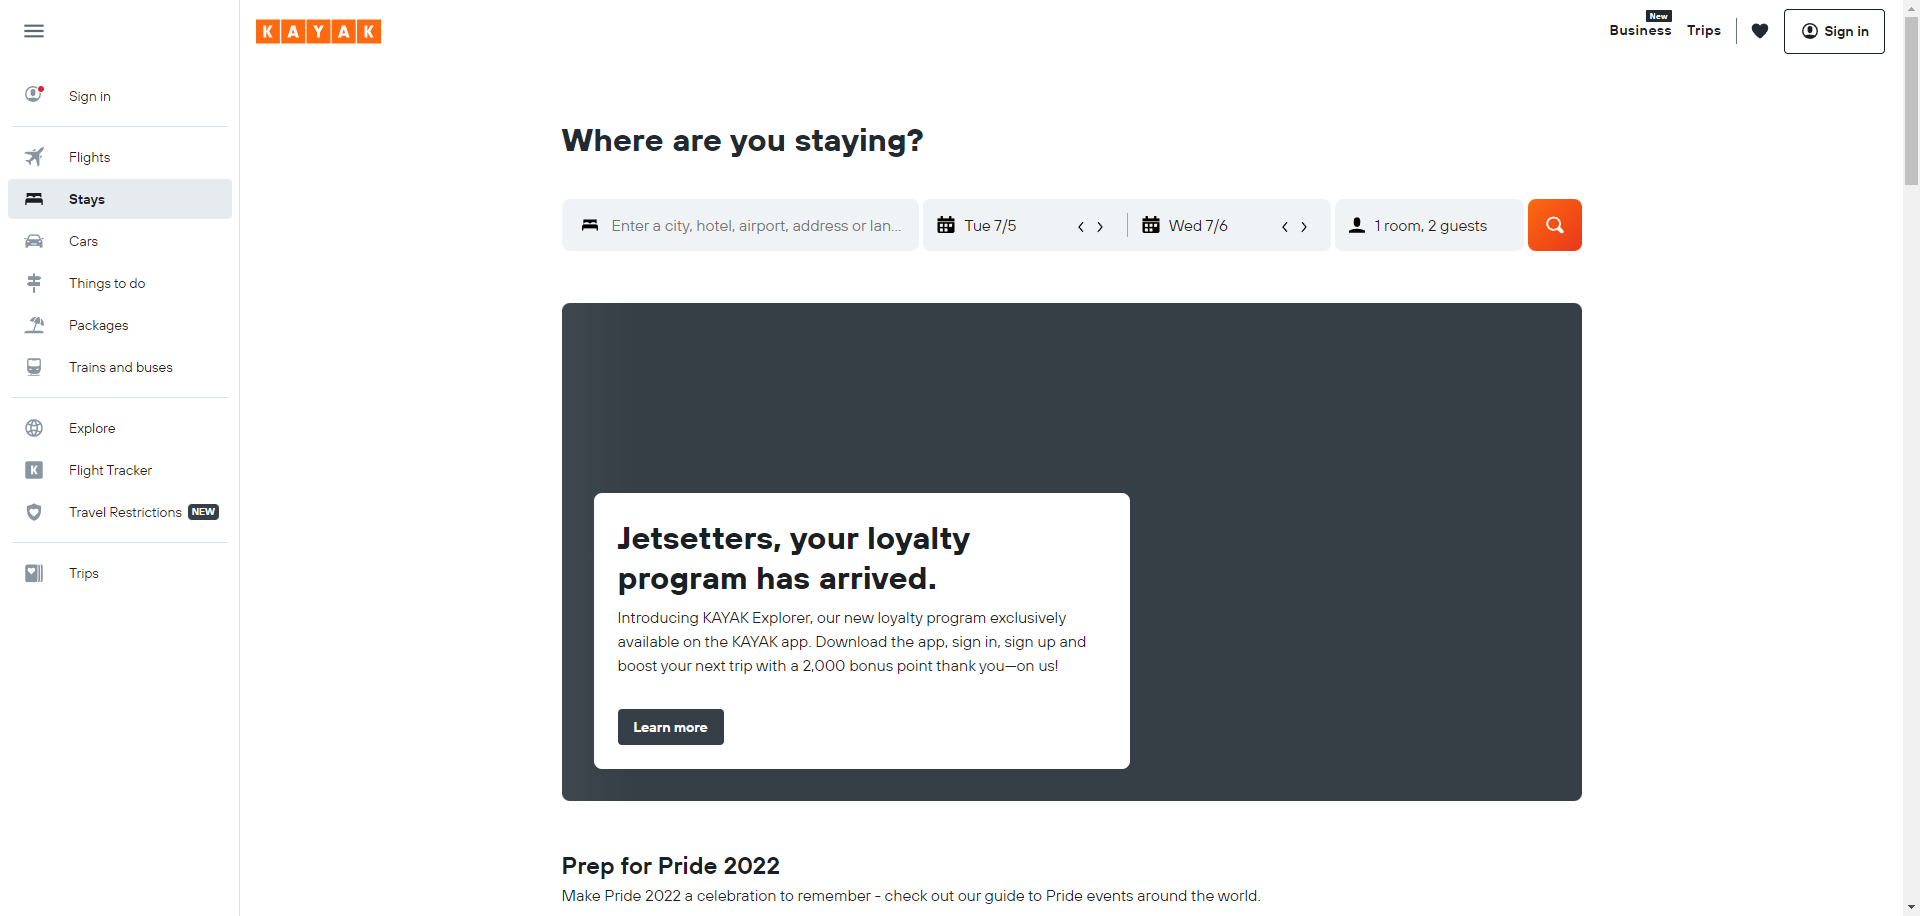 KAYAK
New
Business
Trips
Sign in
Sign in
Flights
Stays
Cars
Things to do
Packages
Trains and buses
Explore
K
Flight Tracker
Travel Restrictions NEW
Trips
Where are you staying?
Enter a city, hotel, airport, address or lan...
Tue 7/5
Wed 7/6
1 room, 2 guests
Jetsetters, your loyalty
program has arrived.
Introducing KAYAK Explorer, our new loyalty program exclusively
available on the KAYAK app. Download the app, sign in, sign up and
boost your next trip with a 2,000 bonus point thank you—on us!
Learn more
Prep for Pride 2022
Make Pride 2022 a celebration to remember - check out our guide to Pride events around the world.